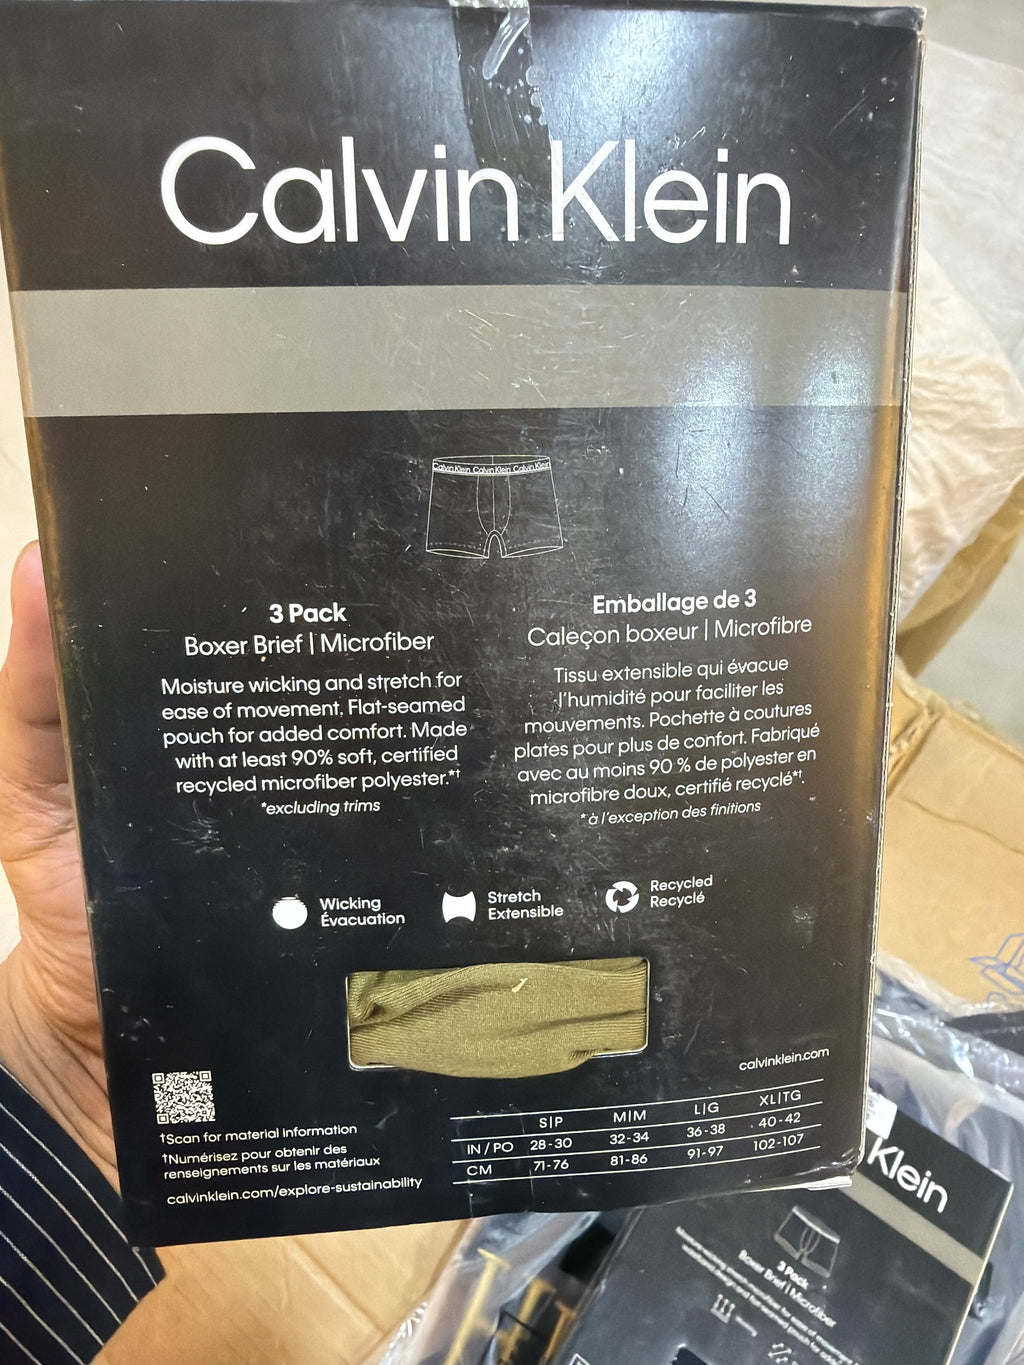 Calvin Klein
Calvin Klein Calvin Klein Calvin Klein
3 Pack
Boxer Brief | Microfiber
Moisture wicking and stretch for
ease of movement. Flat-seamed
pouch for added comfort. Made
with at least 90% soft, certified
recycled microfiber polyester.*†
*excluding trims
Emballage de 3
Caleçon boxeur | Microfibre
Tissu extensible qui évacue
l'humidité pour faciliter les
mouvements. Pochette à coutures
plates pour plus de confort. Fabriqué
avec au moins 90 % de polyester en
microfibre doux, certifié recyclé*†.
*à l'exception des finitions
Wicking
Évacuation
Stretch
Extensible
Recycled
Recyclé
calvinklein.com
†Scan for material information
†Numérisez pour obtenir des
renseignements sur les matériaux
calvinklein.com/explore-sustainability
S|P M|M L|G XL|TG
IN / PO 28-30 32-34 36-38 40-42
CM 71-76 81-86 91-97 102-107
Klein
3 Pack
Boxer Brief | Microfiber